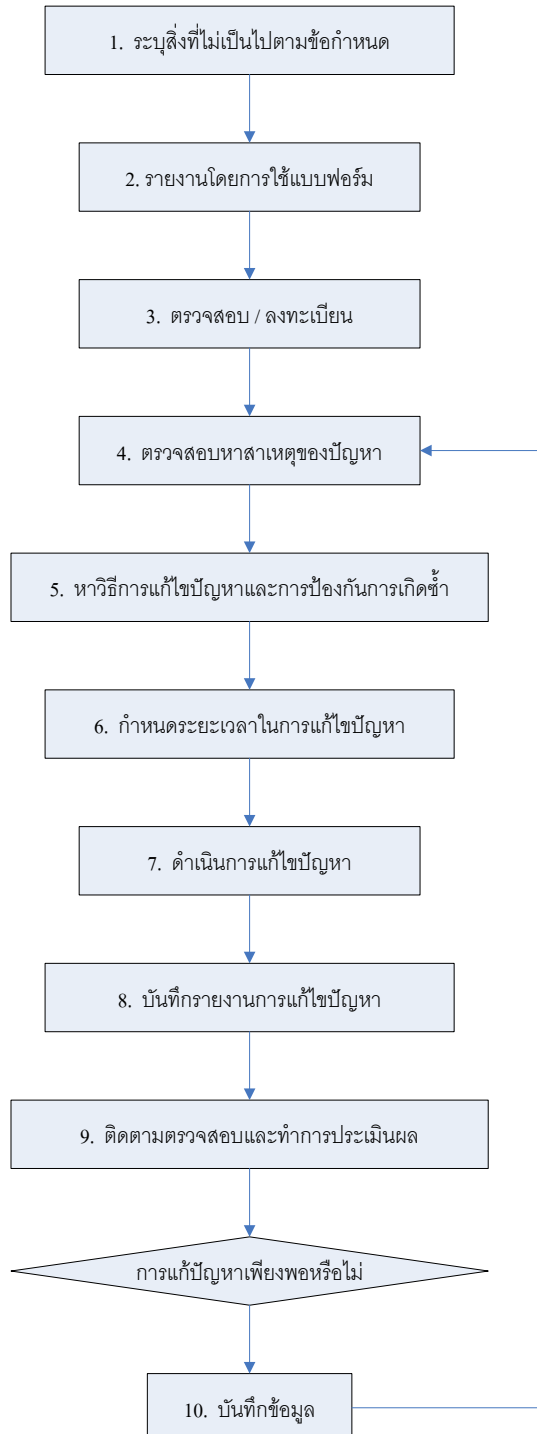 1. ระบุสิ่งที่ไม่เป็นไปตามข้อกำหนด
2. รายงานโดยการใช้แบบฟอร์ม
3. ตรวจสอบ / ลงทะเบียน
4. ตรวจสอบหาสาเหตุของปัญหา
5. หาวิธีการแก้ไขปัญหาและการป้องกันการเกิดซ้ำ
6. กำหนดระยะเวลาในการแก้ไขปัญหา
7. ดำเนินการแก้ไขปัญหา
8. บันทึกรายงานการแก้ไขปัญหา
9. ติดตามตรวจสอบและทำการประเมินผล
การแก้ปัญหาเพียงพอหรือไม่
10. บันทึกข้อมูล